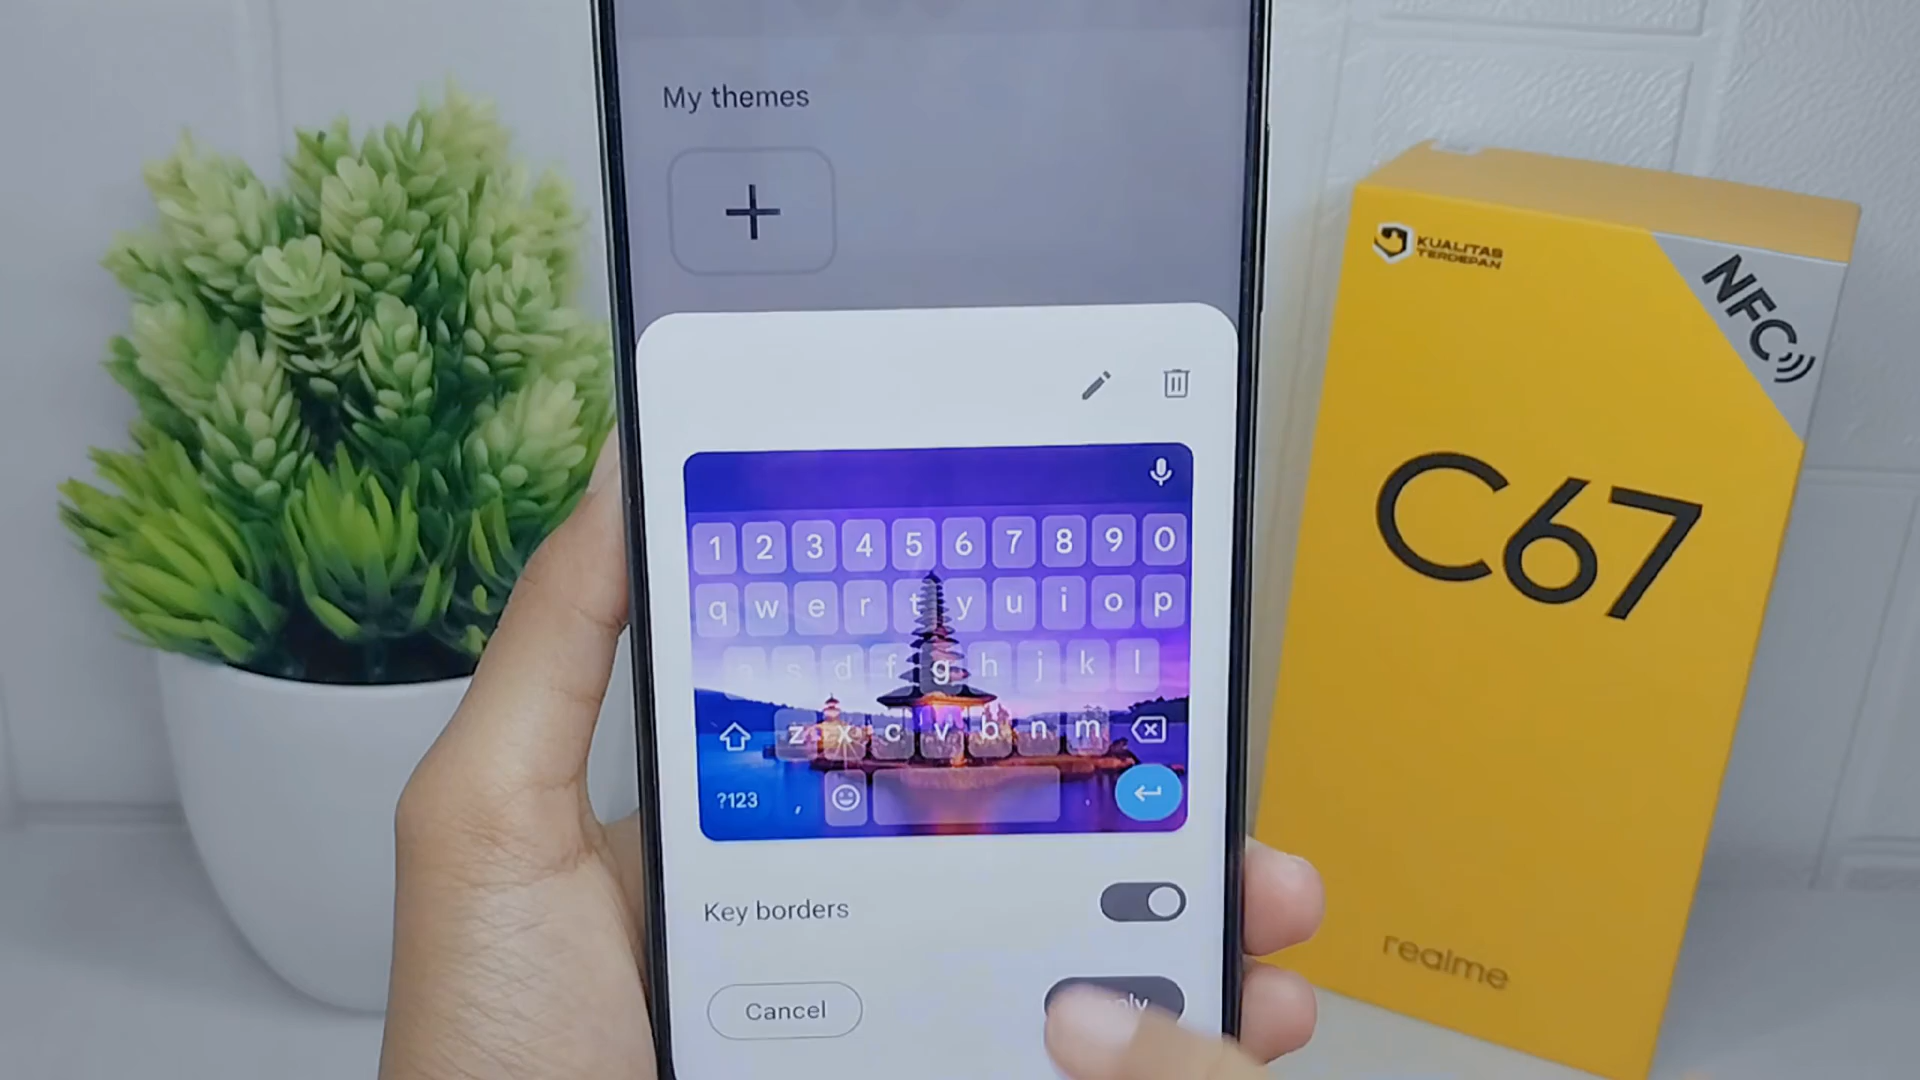 My themes
1 2 3 4 5 6 7 8 9 0
q w e r t y u i o p
a s d f g h j k l
z x c v b n m
?123 , .
Key borders
Cancel
KUALITAS
TERDEPAN
NFC
C67
realme